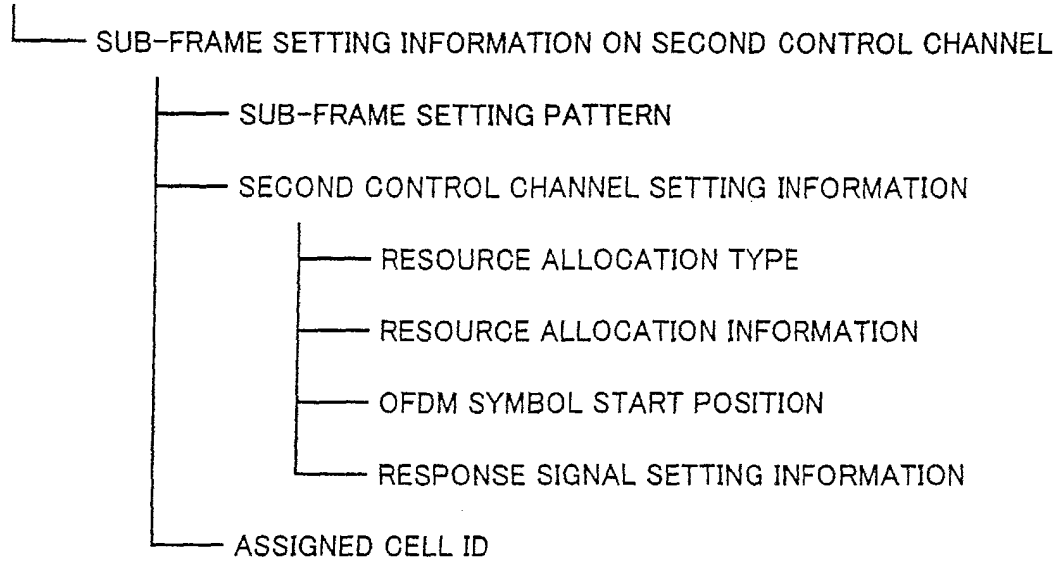 SUB-FRAME SETTING INFORMATION ON SECOND CONTROL CHANNEL
SUB-FRAME SETTING PATTERN
SECOND CONTROL CHANNEL SETTING INFORMATION
RESOURCE ALLOCATION TYPE
RESOURCE ALLOCATION INFORMATION
OFDM SYMBOL START POSITION
RESPONSE SIGNAL SETTING INFORMATION
ASSIGNED CELL ID